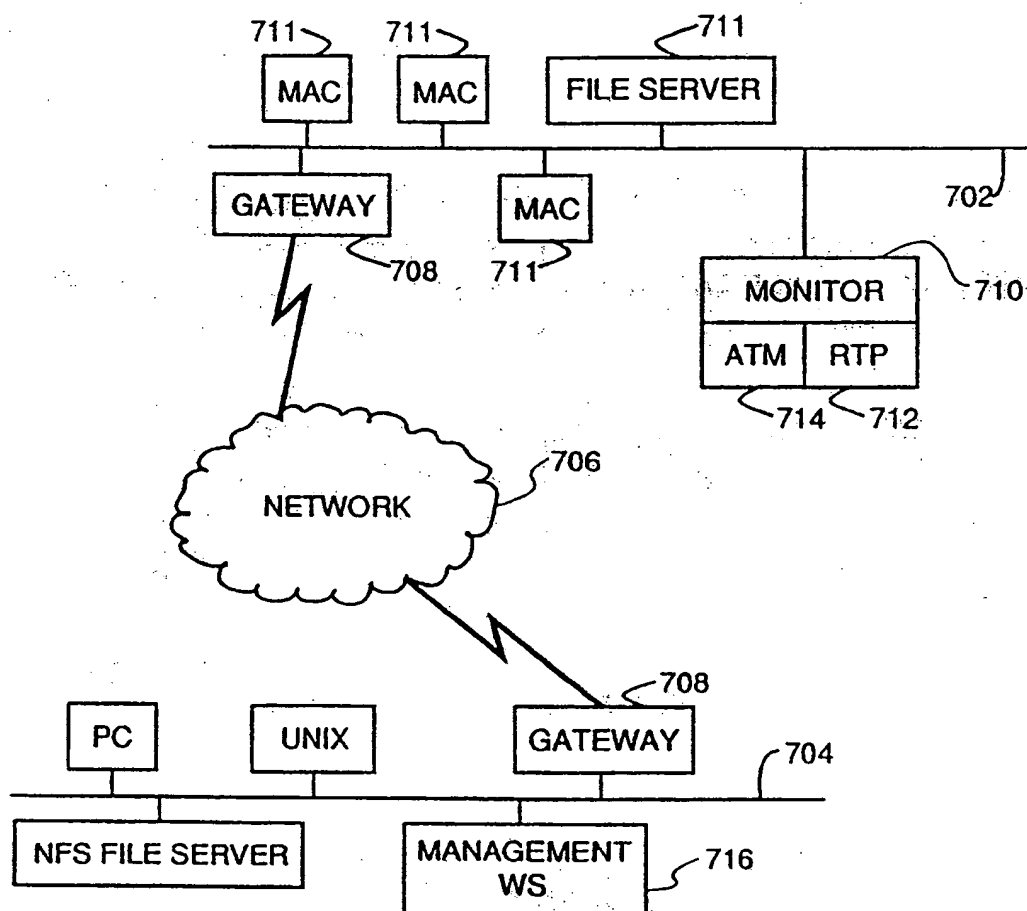 711
711
711
MAC
MAC
FILE SERVER
GATEWAY
MAC
702
708
711
710
MONITOR
ATM
RTP
714
712
706
NETWORK
708
PC
UNIX
GATEWAY
704
NFS FILE SERVER
MANAGEMENT
WS
716